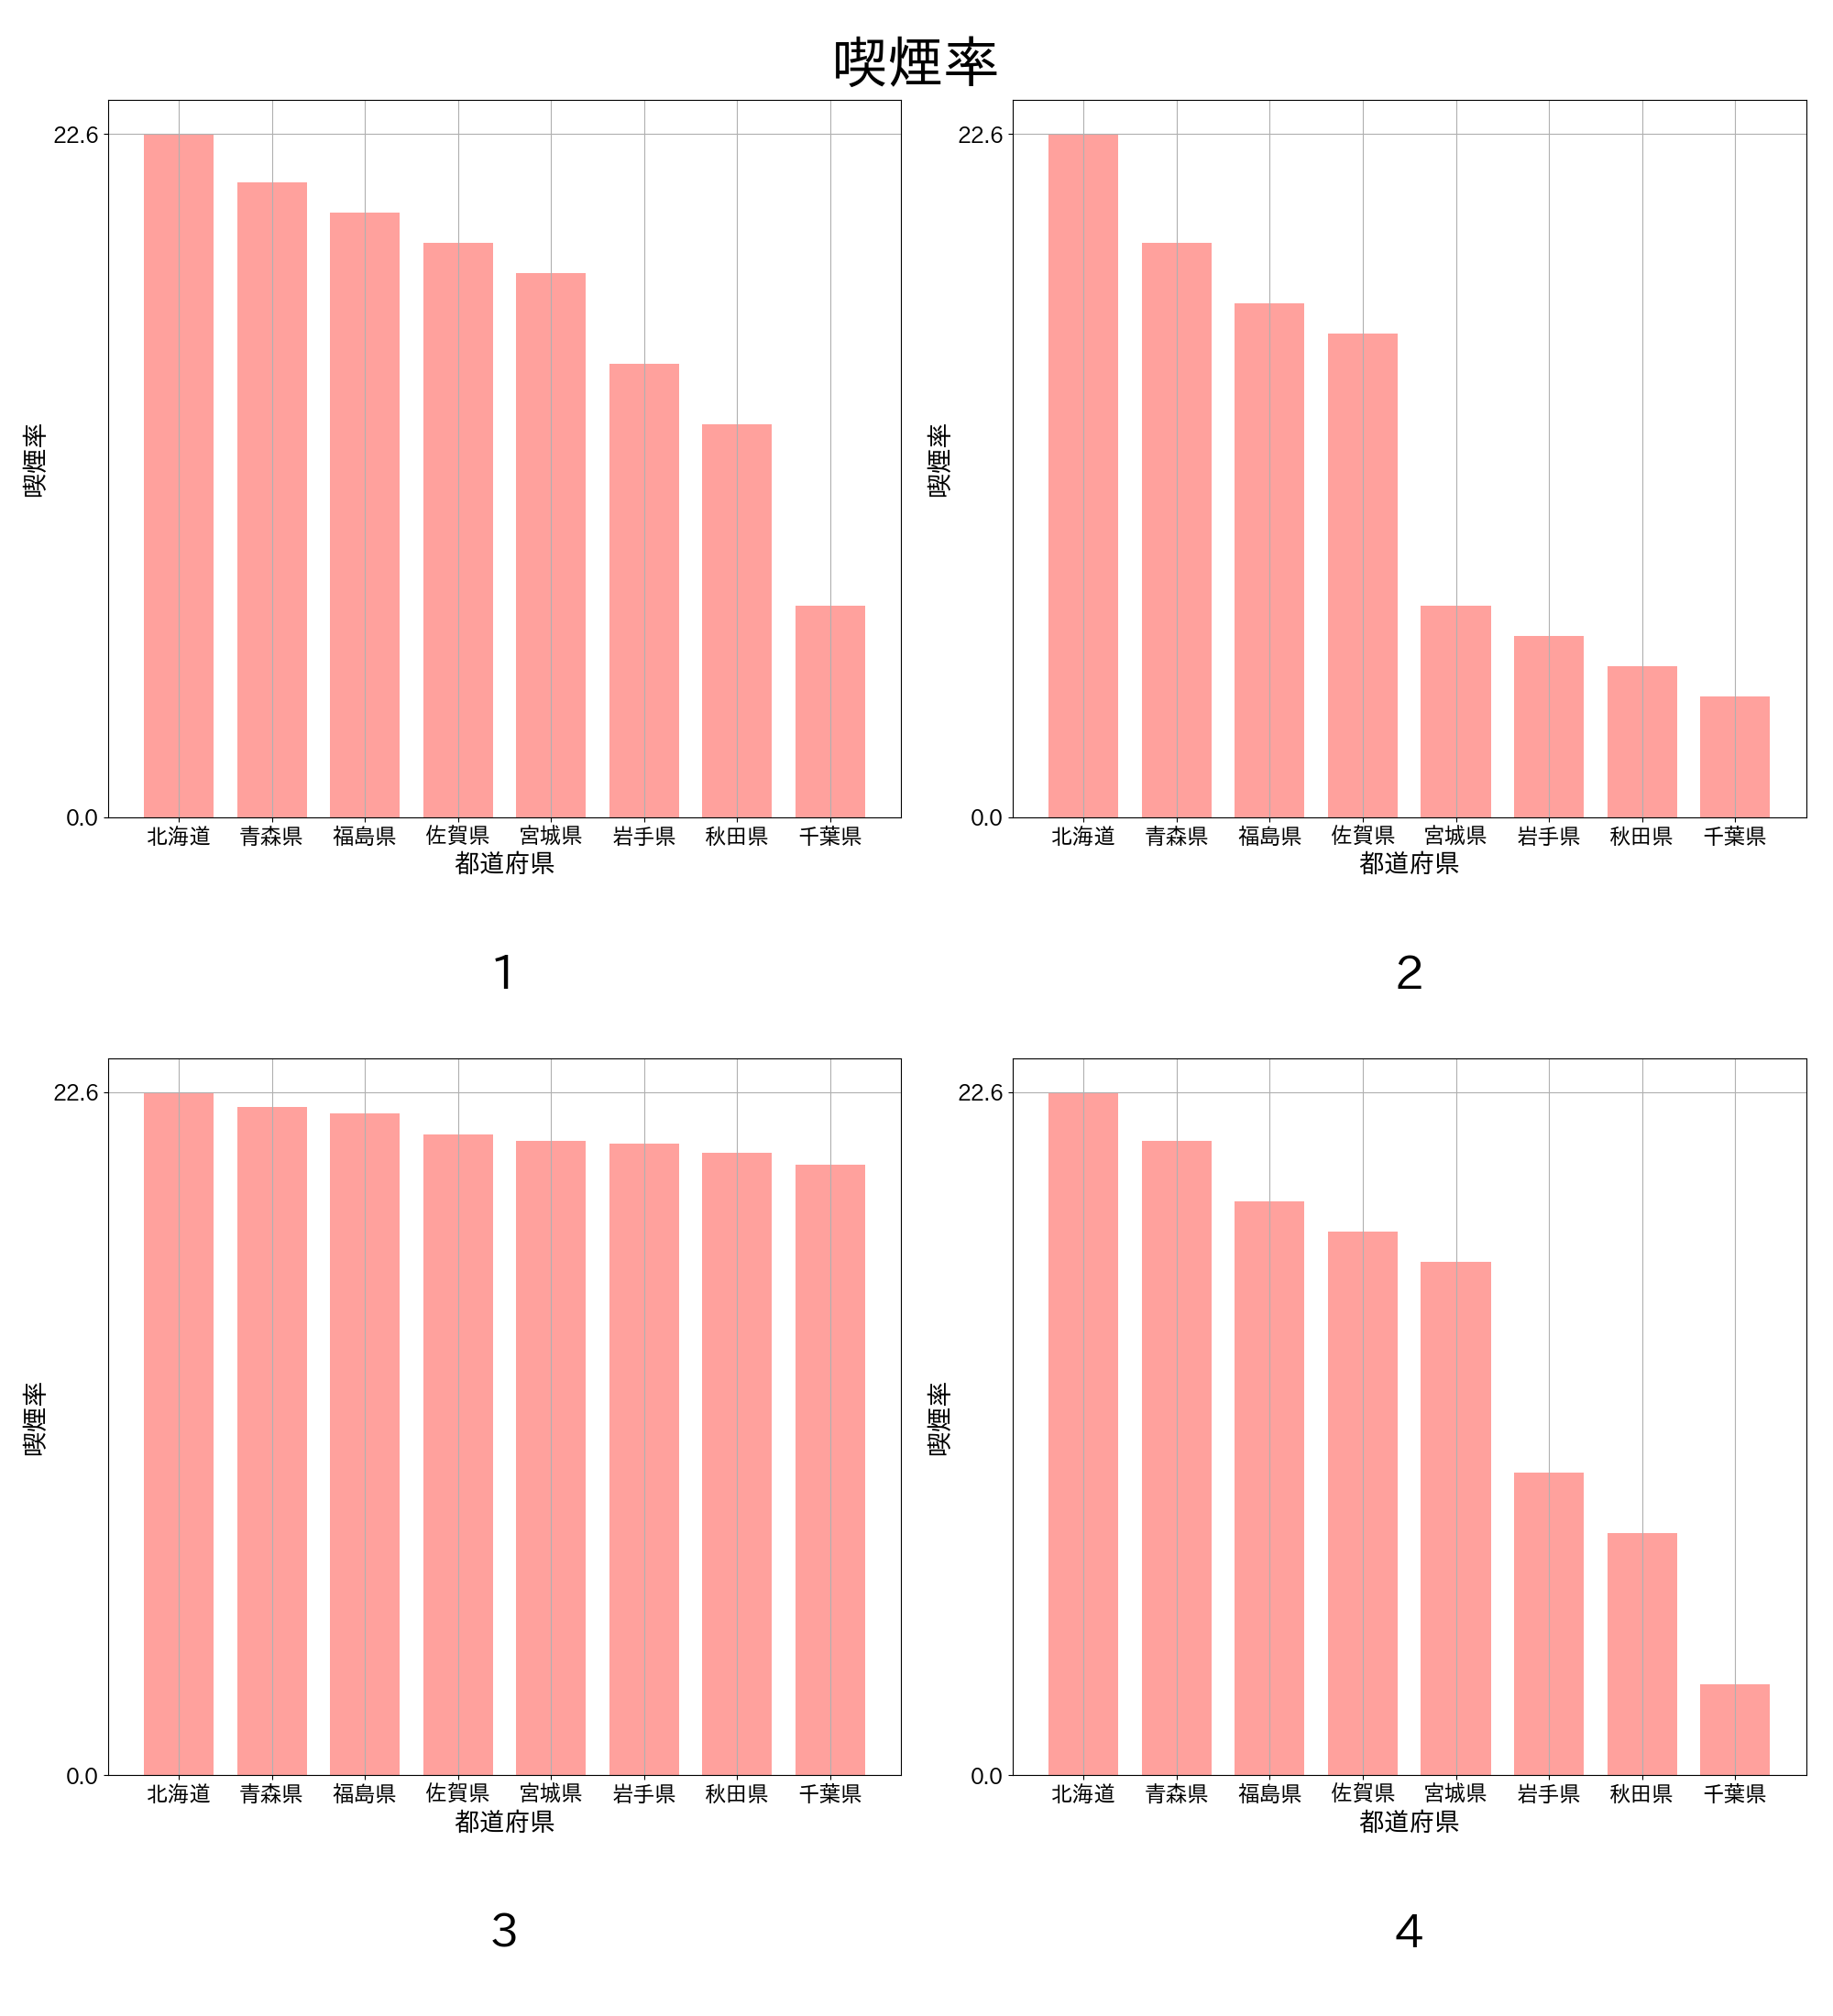 喫煙率
22.6
0.0
喫煙率
北海道 青森県 福島県 佐賀県 宮城県 岩手県 秋田県 千葉県
都道府県
1
22.6
0.0
喫煙率
北海道 青森県 福島県 佐賀県 宮城県 岩手県 秋田県 千葉県
都道府県
2
22.6
0.0
喫煙率
北海道 青森県 福島県 佐賀県 宮城県 岩手県 秋田県 千葉県
都道府県
3
22.6
0.0
喫煙率
北海道 青森県 福島県 佐賀県 宮城県 岩手県 秋田県 千葉県
都道府県
4